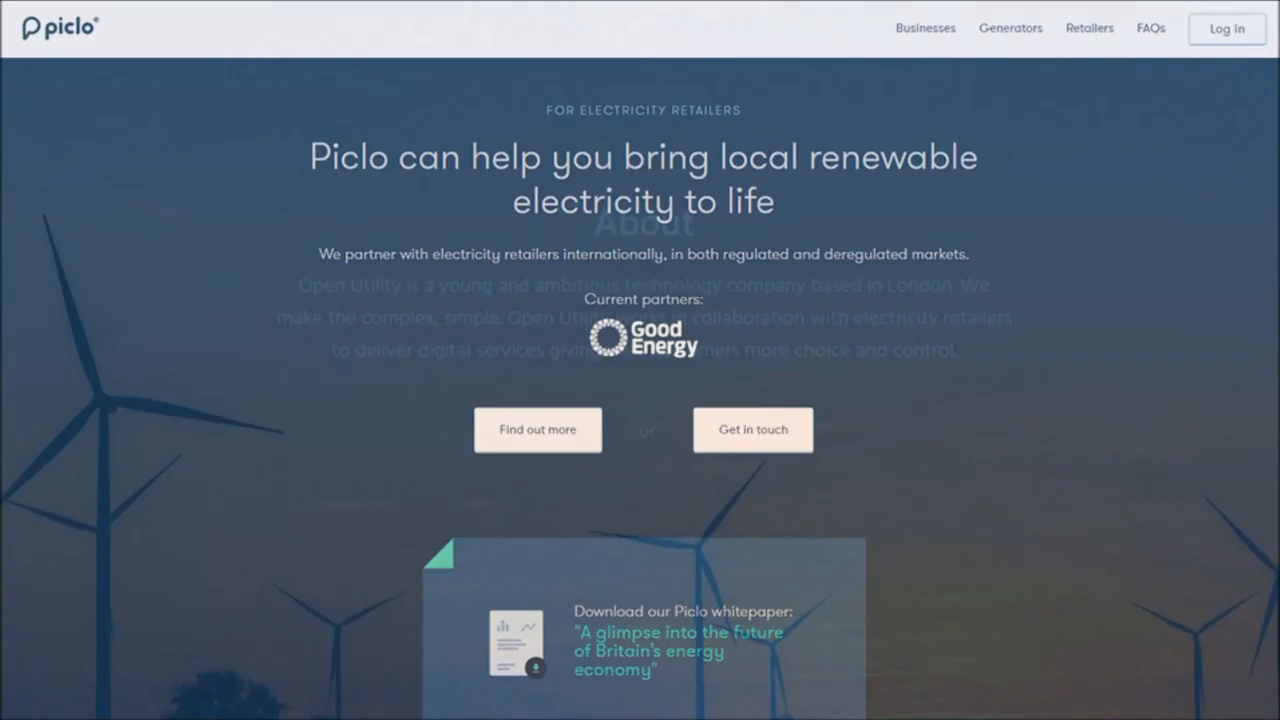 piclo
Businesses Generators Retailers FAQs Log in
FOR ELECTRICITY RETAILERS
Piclo can help you bring local renewable
electricity to life
About
We partner with electricity retailers internationally, in both regulated and deregulated markets.
Open Utility is a young and ambitious technology company based in London. We
Current partners:
make the complex, simple. Open Utility works in collaboration with electricity retailers
Good
Energy
to deliver digital services giving more choice and control.
Find out more or Get in touch
Download our Piclo whitepaper:
"A glimpse into the future
of Britain's energy
economy"